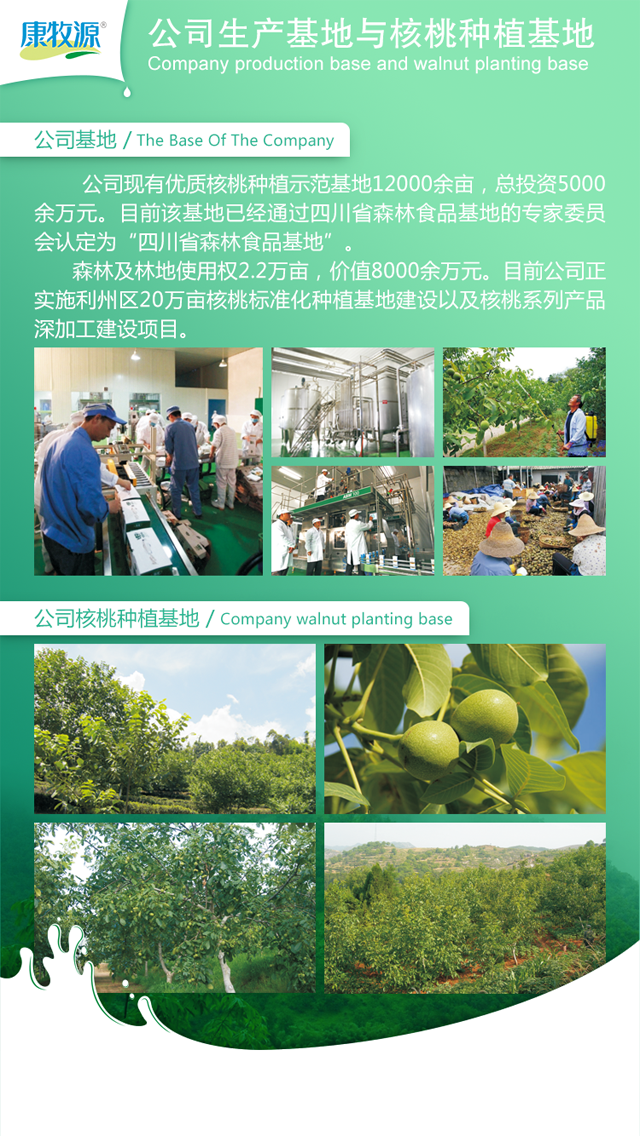 康牧源®
公司生产基地与核桃种植基地
Company production base and walnut planting base
公司基地 / The Base Of The Company
公司现有优质核桃种植示范基地12000余亩，总投资5000
余万元。目前该基地已经通过四川省森林食品基地的专家委员
会认定为“四川省森林食品基地”。
森林及林地使用权2.2万亩，价值8000余万元。目前公司正
实施利州区20万亩核桃标准化种植基地建设以及核桃系列产品
深加工建设项目。
公司核桃种植基地 / Company walnut planting base